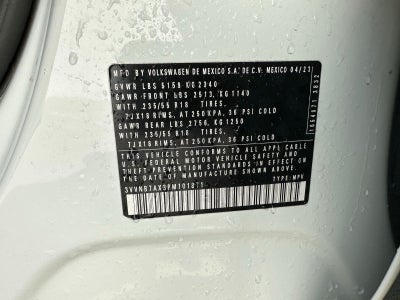 MFD. BY VOLKSWAGEN DE MEXICO S.A. DE C.V. MEXICO 04/23
GVWR LBS 5159 KG 2340
GAWR FRONT LBS 2513, KG 1140
WITH 235/55 R18 TIRES,
7JX18 RIMS, AT 250 KPA, 36 PSI COLD
GAWR REAR LBS 2756, KG 1250
WITH 235/55 R18 TIRES,
7JX18 RIMS, AT 250 KPA, 36 PSI COLD
THIS VEHICLE CONFORMS TO ALL APPLICABLE
U.S. FEDERAL MOTOR VEHICLE SAFETY AND
THEFT PREVENTION STANDARDS IN EFFECT ON
THE DATE OF MANUFACTURE SHOWN ABOVE.
TYPE: MPV